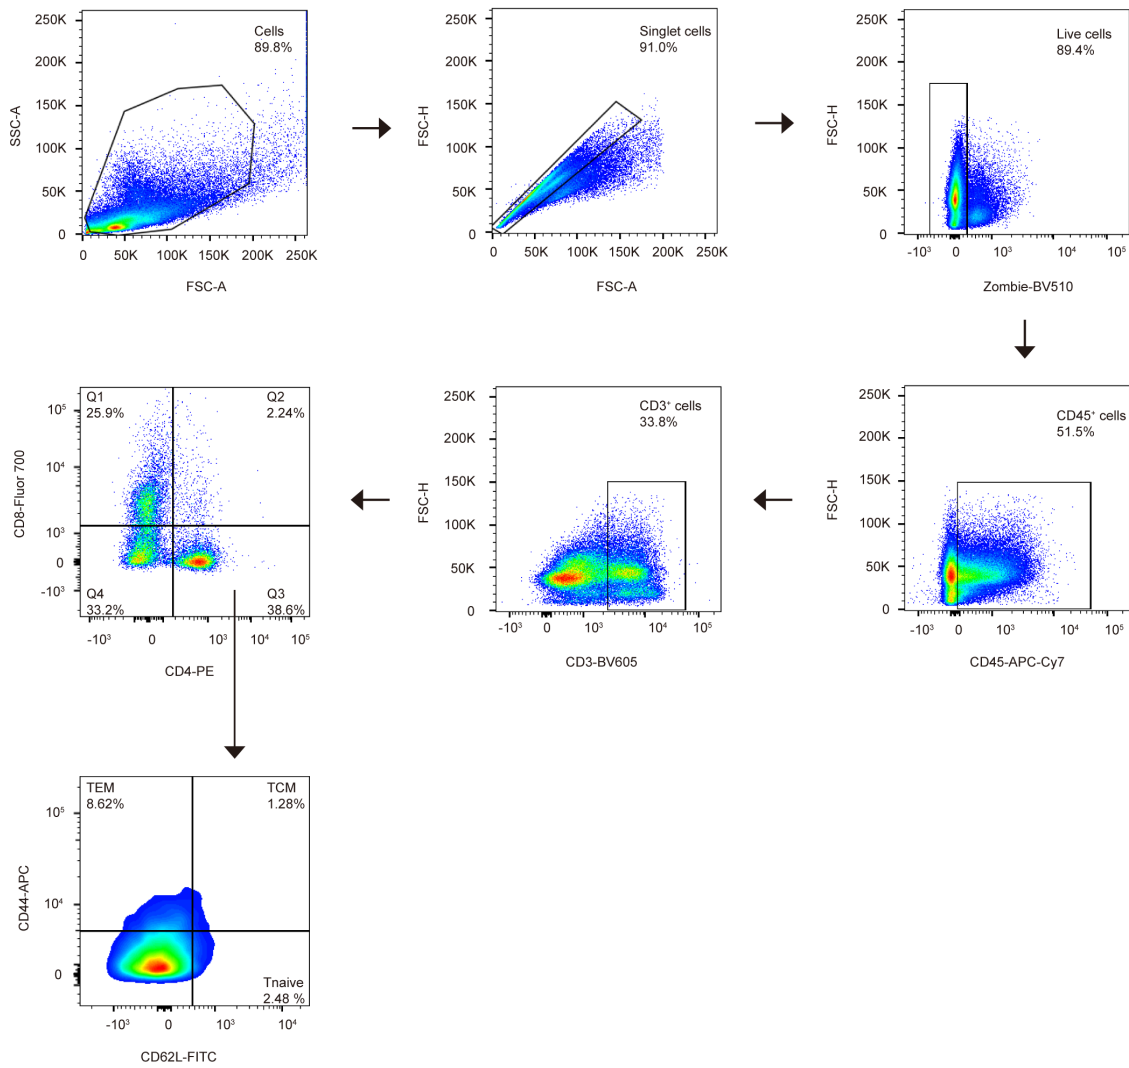 Cells
89.8%
250K
200K
150K
100K
50K
0
SSC-A
0 50K 100K 150K 200K 250K
FSC-A
Singlet cells
91.0%
250K
200K
150K
100K
50K
0
FSC-H
0 50K 100K 150K 200K 250K
FSC-A
Live cells
89.4%
250K
200K
150K
100K
50K
0
FSC-H
-10³ 0 10³ 10⁴ 10⁵
Zombie-BV510
Q1
25.9%
Q2
2.24%
10⁵
10⁴
10³
0
-10³
CD8-Fluor 700
Q4
33.2%
Q3
38.6%
-10³ 0 10³ 10⁴ 10⁵
CD4-PE
CD3⁺ cells
33.8%
250K
200K
150K
100K
50K
0
FSC-H
-10³ 0 10³ 10⁴ 10⁵
CD3-BV605
CD45⁺ cells
51.5%
250K
200K
150K
100K
50K
0
FSC-H
-10³ 0 10³ 10⁴ 10⁵
CD45-APC-Cy7
TEM
8.62%
TCM
1.28%
10⁵
10⁴
0
CD44-APC
Tnaive
2.48 %
-10³ 0 10³ 10⁴
CD62L-FITC